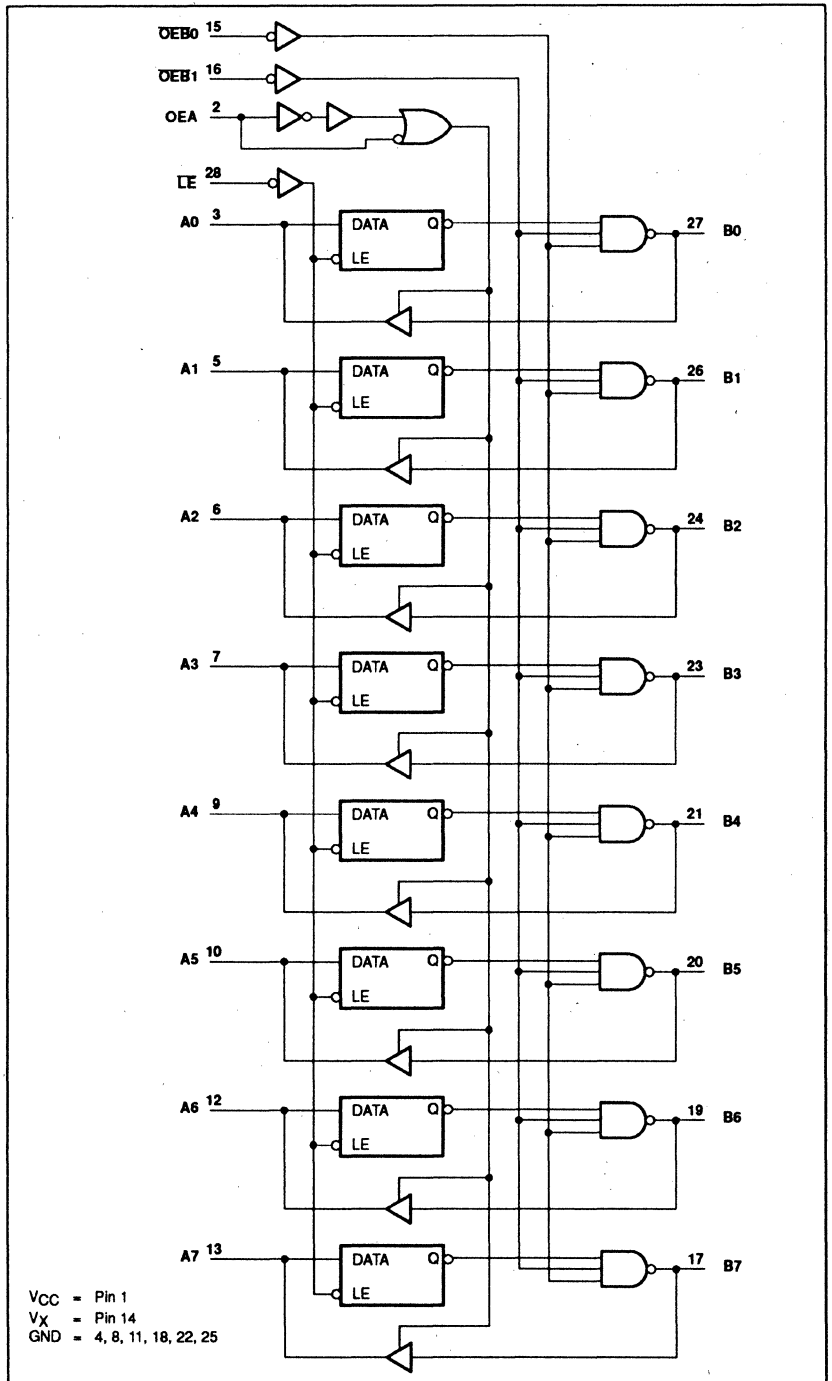 OEB0 15
OEB1 16
OEA 2
LE 28
A0 3 DATA Q 27 B0
LE
A1 5 DATA Q 26 B1
LE
A2 6 DATA Q 24 B2
LE
A3 7 DATA Q 23 B3
LE
A4 9 DATA Q 21 B4
LE
A5 10 DATA Q 20 B5
LE
A6 12 DATA Q 19 B6
LE
A7 13 DATA Q 17 B7
LE
VCC = Pin 1
VX = Pin 14
GND = 4, 8, 11, 18, 22, 25